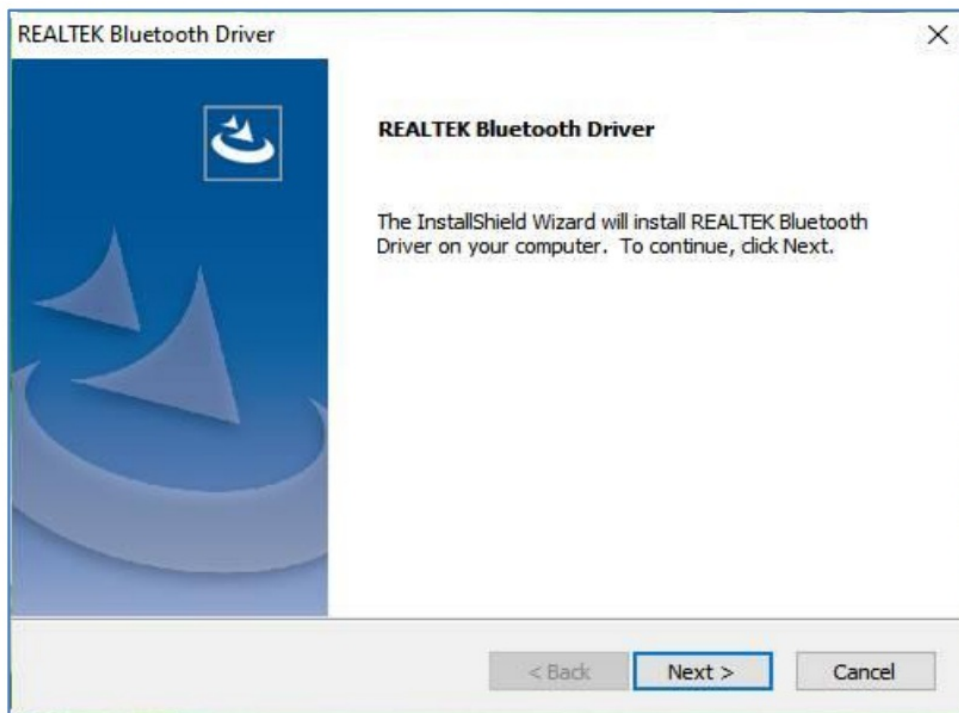 REALTEK Bluetooth Driver
REALTEK Bluetooth Driver
The InstallShield Wizard will install REALTEK Bluetooth
Driver on your computer.  To continue, click Next.
< Back Next > Cancel